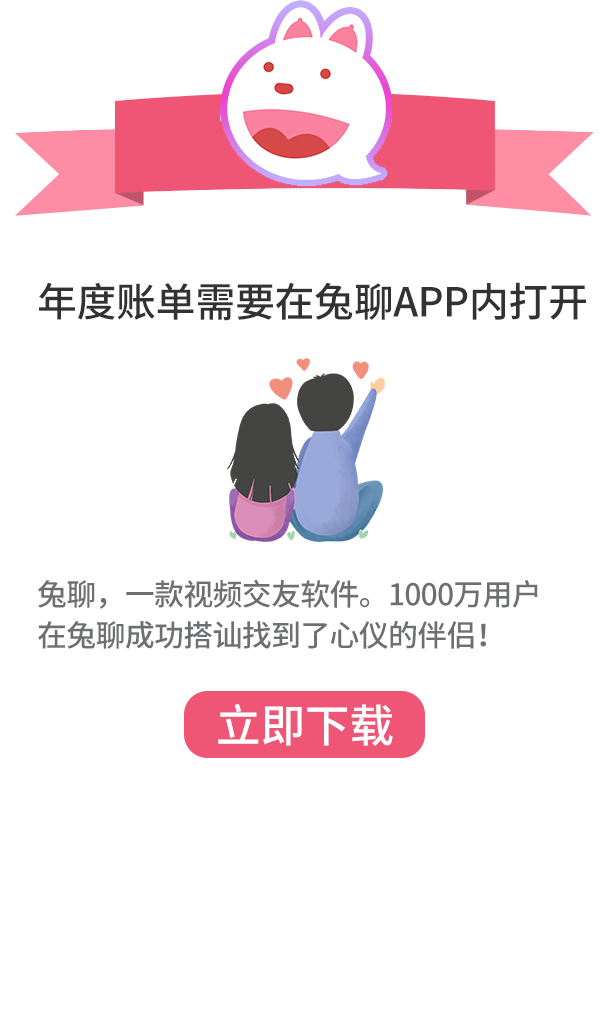 年度账单需要在兔聊APP内打开
兔聊，一款视频交友软件。1000万用户
在兔聊成功搭讪找到了心仪的伴侣！
立即下载